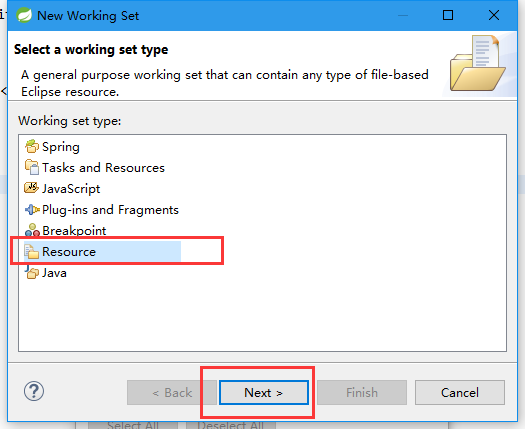 New Working Set
Select a working set type
A general purpose working set that can contain any type of file-based
Eclipse resource.
Working set type:
Spring
Tasks and Resources
JavaScript
Plug-ins and Fragments
Breakpoint
Resource
Java
?
< Back
Next >
Finish
Cancel
Select All
Deselect All